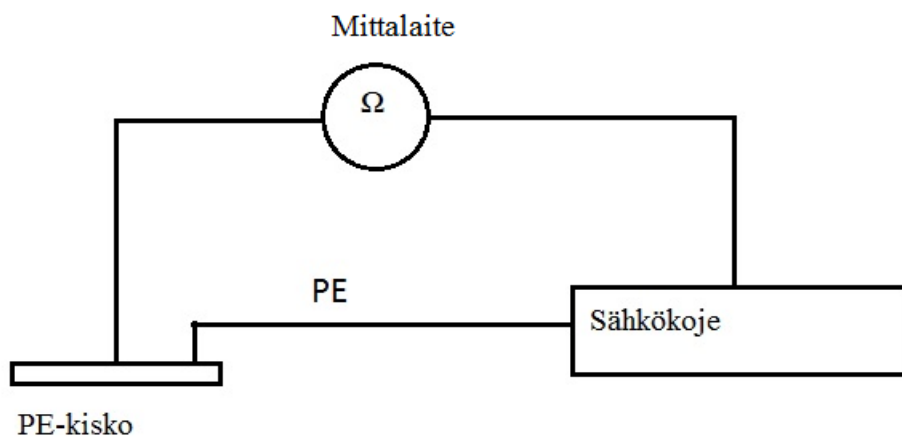 Mittalaite
Ω
PE
Sähkökoje
PE-kisko